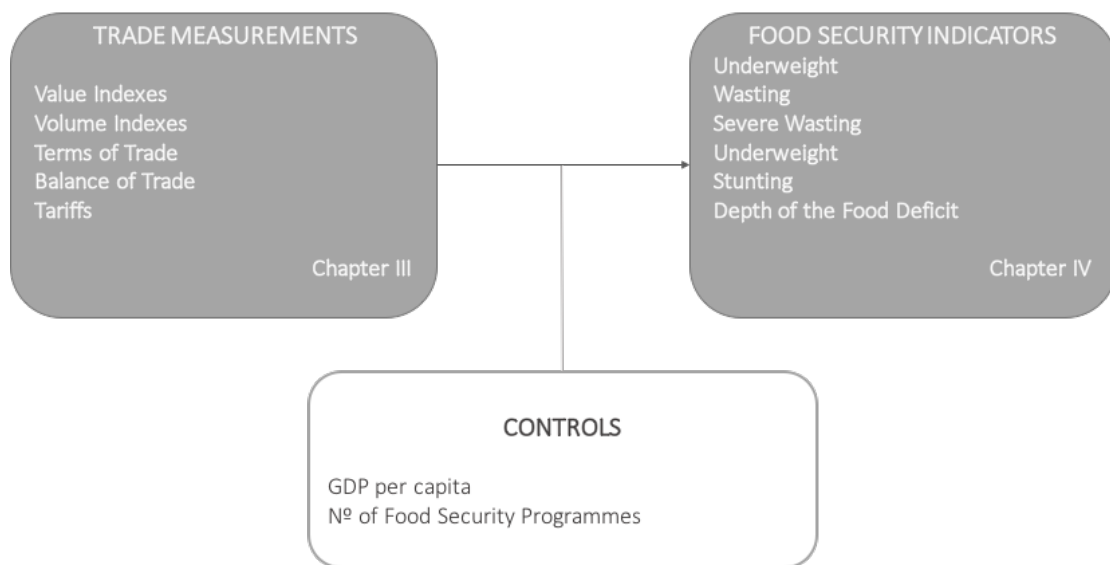 TRADE MEASUREMENTS
Value Indexes
Volume Indexes
Terms of Trade
Balance of Trade
Tariffs
Chapter III
FOOD SECURITY INDICATORS
Underweight
Wasting
Severe Wasting
Underweight
Stunting
Depth of the Food Deficit
Chapter IV
CONTROLS
GDP per capita
Nº of Food Security Programmes